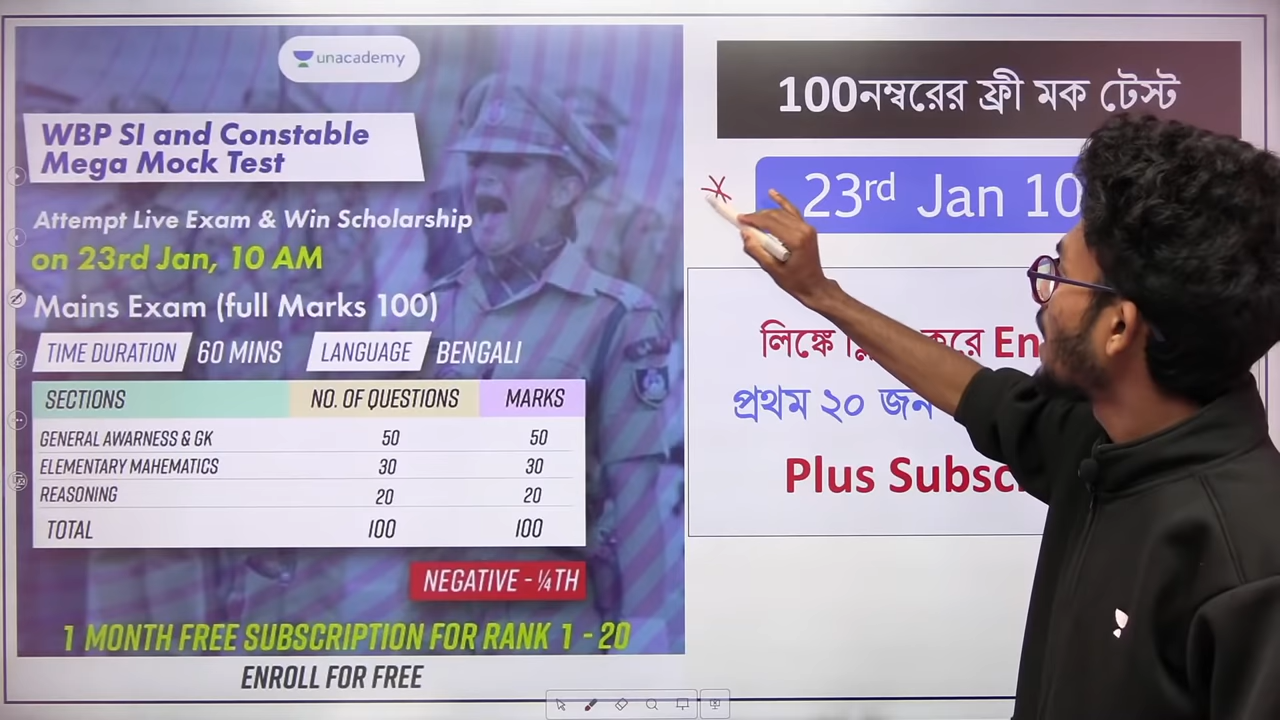 unacademy
WBP SI and Constable
Mega Mock Test
Attempt Live Exam & Win Scholarship
on 23rd Jan, 10 AM
Mains Exam (full Marks 100)
TIME DURATION 60 MINS LANGUAGE BENGALI
SECTIONS NO. OF QUESTIONS MARKS
GENERAL AWARNESS & GK 50 50
ELEMENTARY MAHEMATICS 30 30
REASONING 20 20
TOTAL 100 100
NEGATIVE - ¼TH
1 MONTH FREE SUBSCRIPTION FOR RANK 1 - 20
ENROLL FOR FREE
100নম্বরের ফ্রী মক টেস্ট
23rd Jan 10
লিঙ্কে
প্রথম ২০ জন
Plus